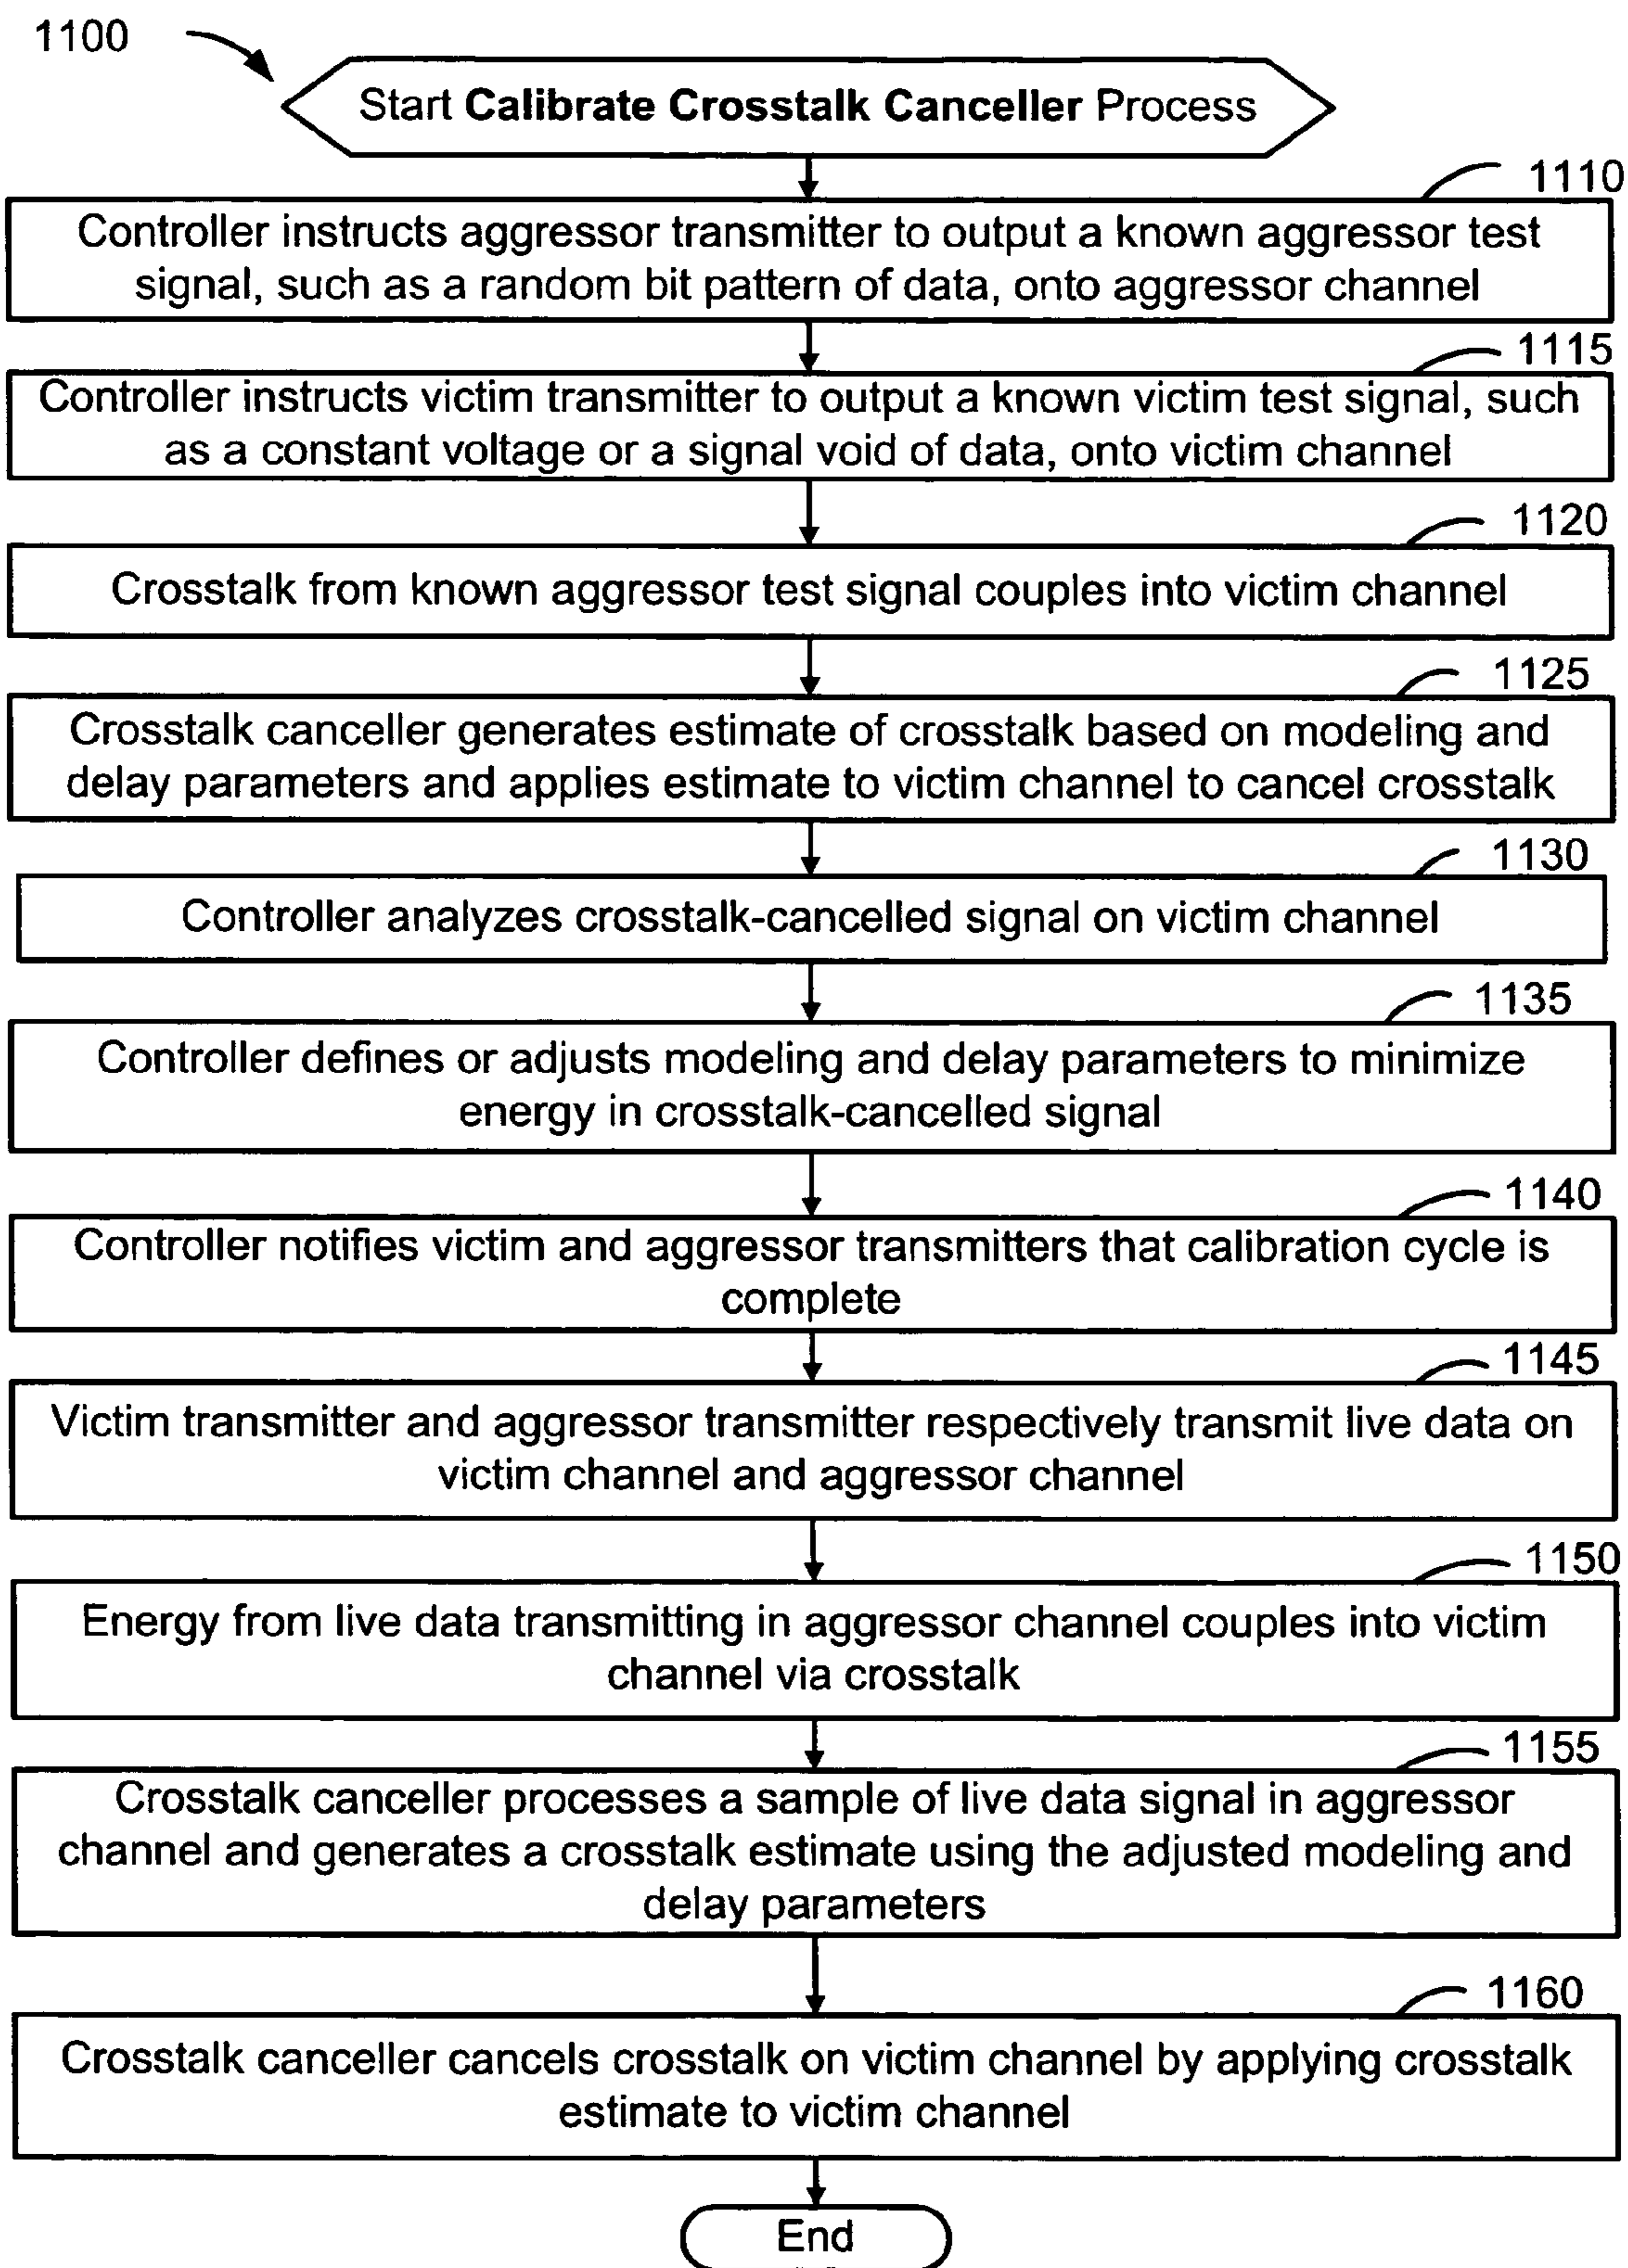 1100
Start Calibrate Crosstalk Canceller Process
1110
Controller instructs aggressor transmitter to output a known aggressor test
signal, such as a random bit pattern of data, onto aggressor channel
1115
Controller instructs victim transmitter to output a known victim test signal, such
as a constant voltage or a signal void of data, onto victim channel
1120
Crosstalk from known aggressor test signal couples into victim channel
1125
Crosstalk canceller generates estimate of crosstalk based on modeling and
delay parameters and applies estimate to victim channel to cancel crosstalk
1130
Controller analyzes crosstalk-cancelled signal on victim channel
1135
Controller defines or adjusts modeling and delay parameters to minimize
energy in crosstalk-cancelled signal
1140
Controller notifies victim and aggressor transmitters that calibration cycle is
complete
1145
Victim transmitter and aggressor transmitter respectively transmit live data on
victim channel and aggressor channel
1150
Energy from live data transmitting in aggressor channel couples into victim
channel via crosstalk
1155
Crosstalk canceller processes a sample of live data signal in aggressor
channel and generates a crosstalk estimate using the adjusted modeling and
delay parameters
1160
Crosstalk canceller cancels crosstalk on victim channel by applying crosstalk
estimate to victim channel
End